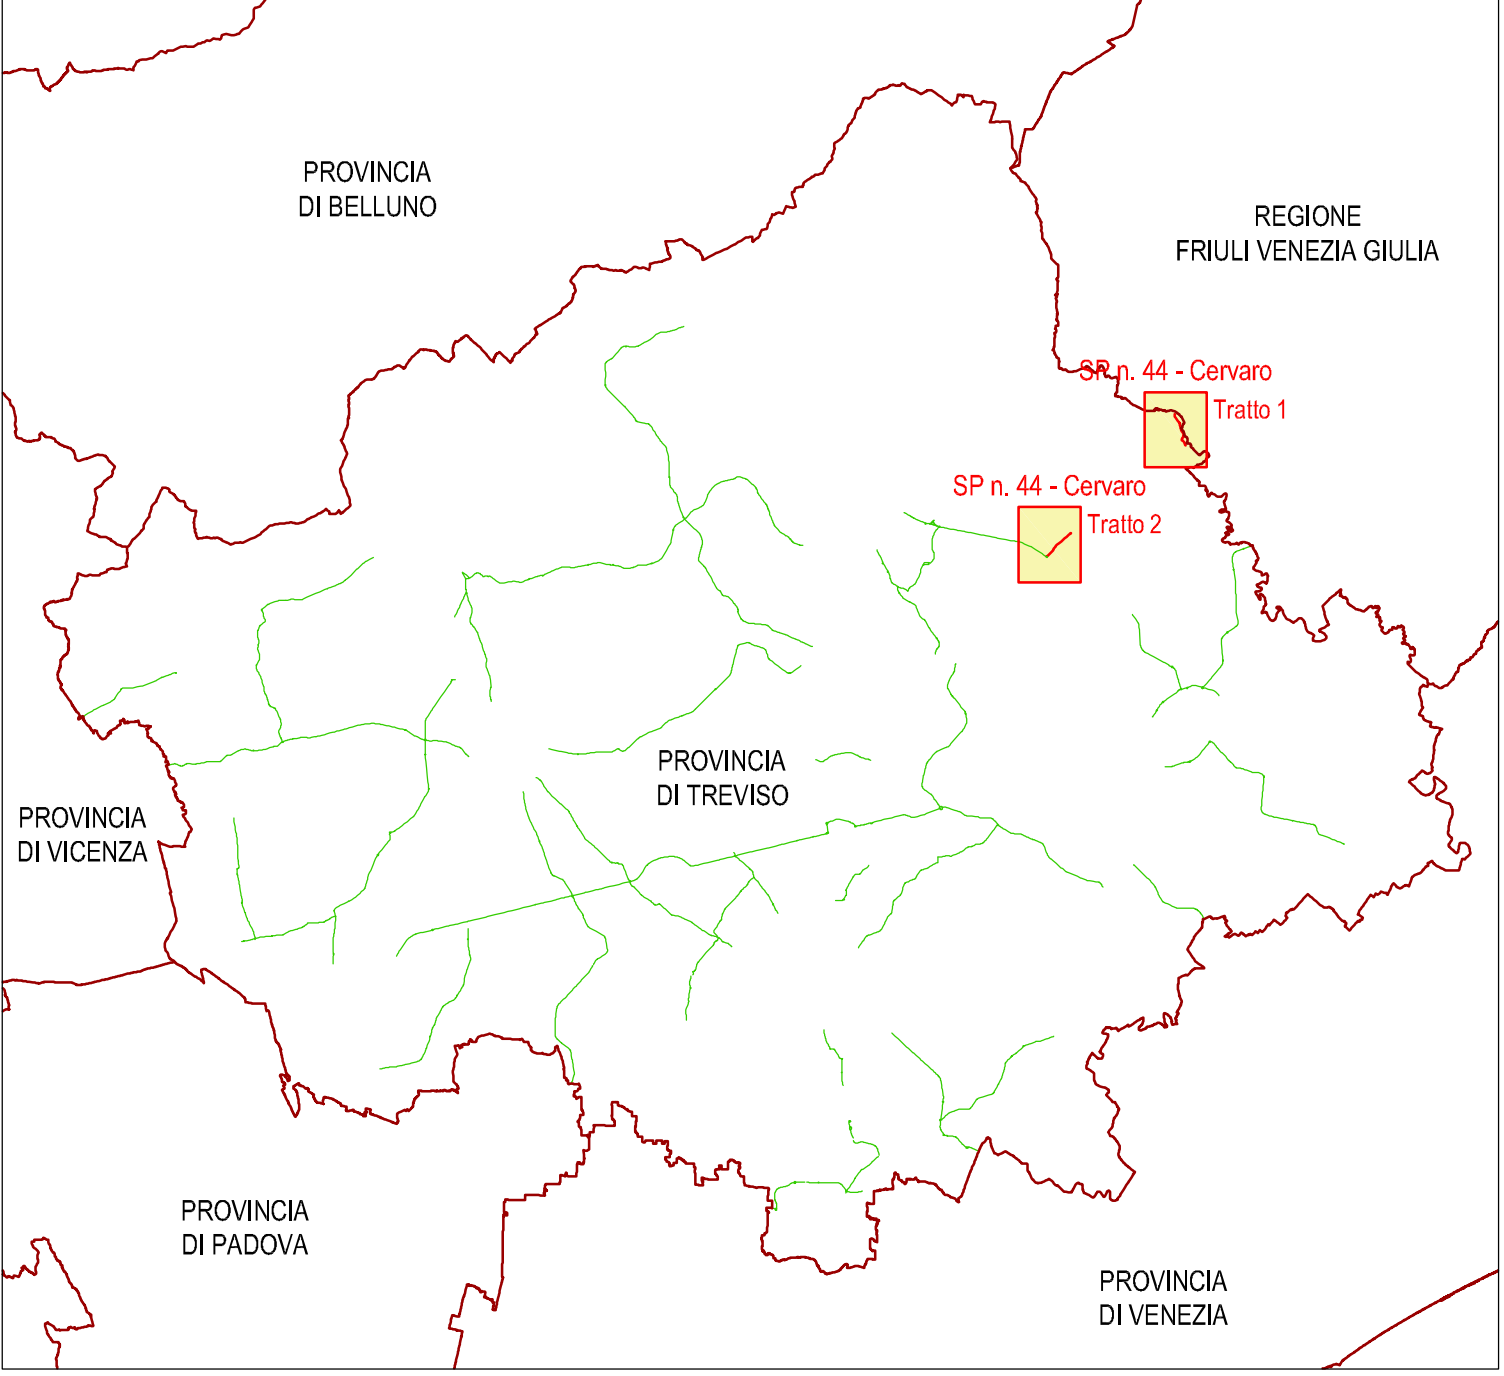 PROVINCIA
DI BELLUNO
REGIONE
FRIULI VENEZIA GIULIA
SP n. 44 - Cervaro
Tratto 1
SP n. 44 - Cervaro
Tratto 2
PROVINCIA
DI TREVISO
PROVINCIA
DI VICENZA
PROVINCIA
DI PADOVA
PROVINCIA
DI VENEZIA